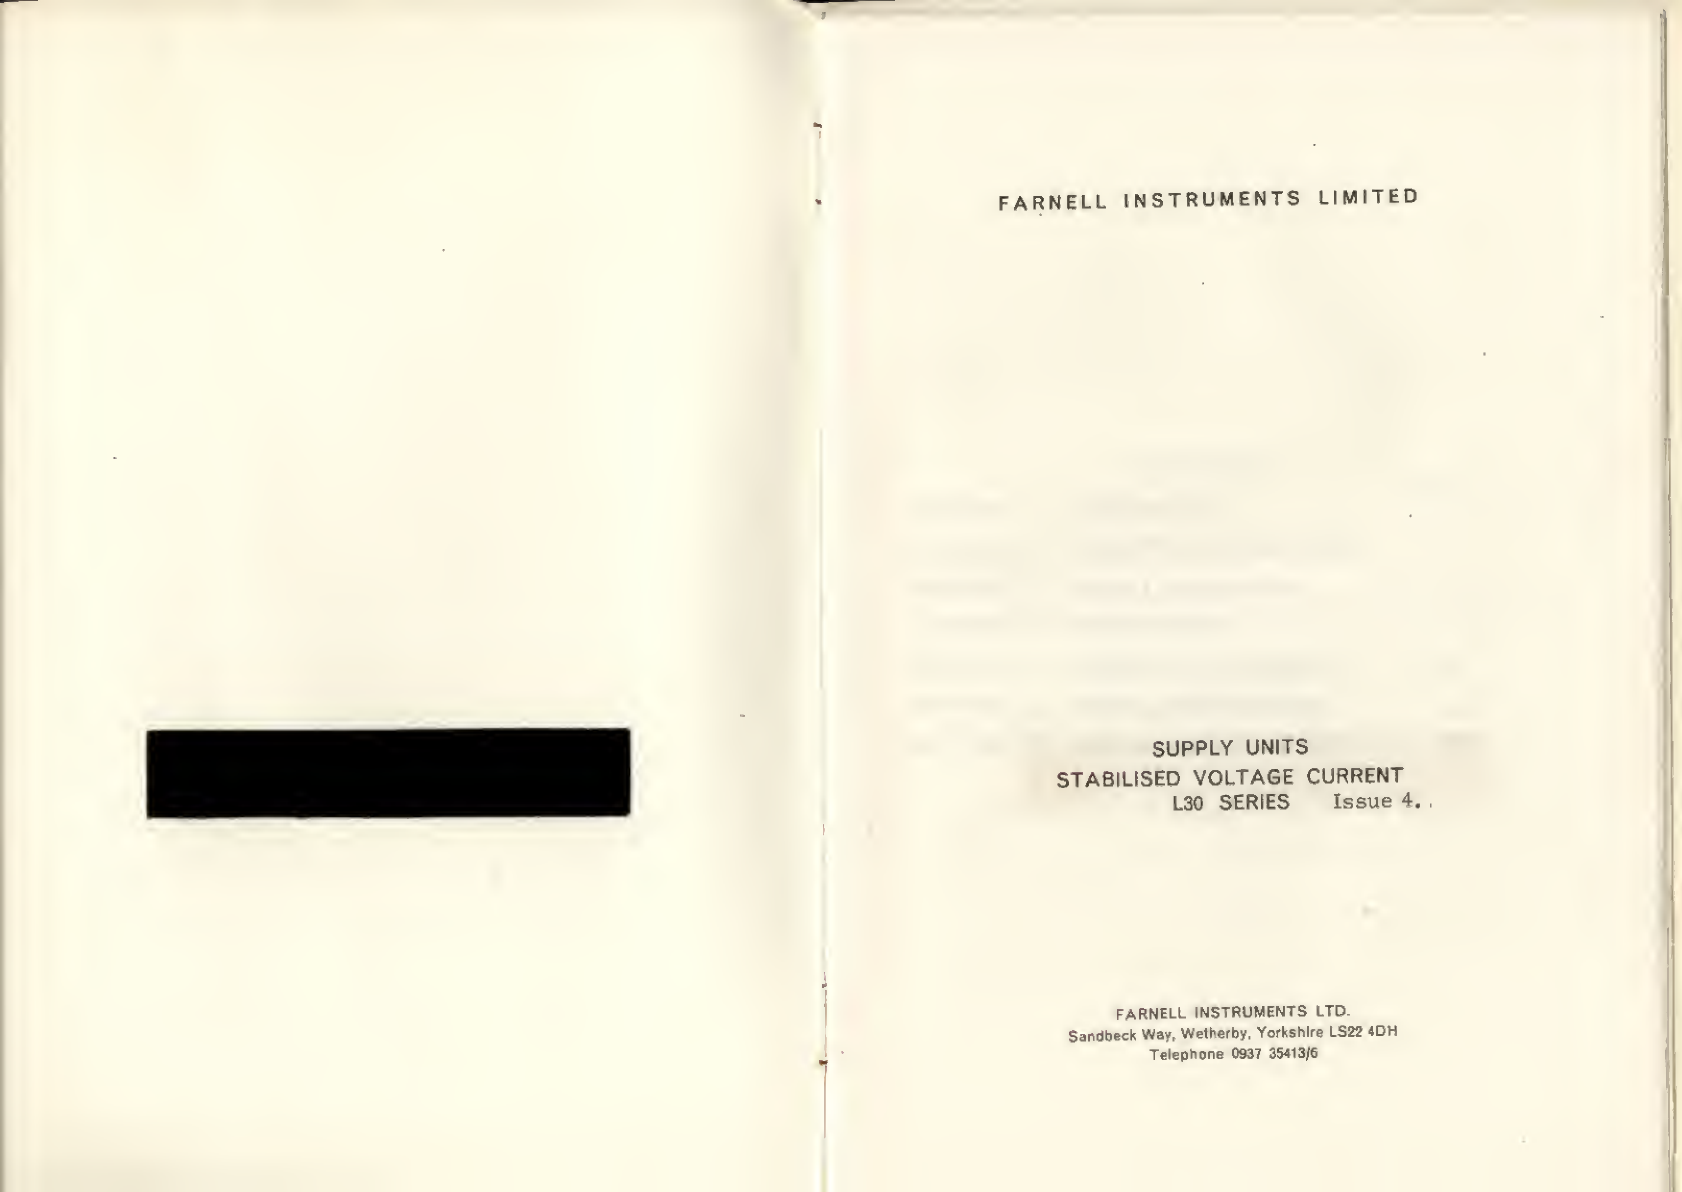 FARNELL INSTRUMENTS LIMITED
SUPPLY UNITS
STABILISED VOLTAGE CURRENT
L30 SERIES Issue 4.
FARNELL INSTRUMENTS LTD.
Sandbeck Way, Wetherby, Yorkshire LS22 4DH
Telephone 0937 35413/6